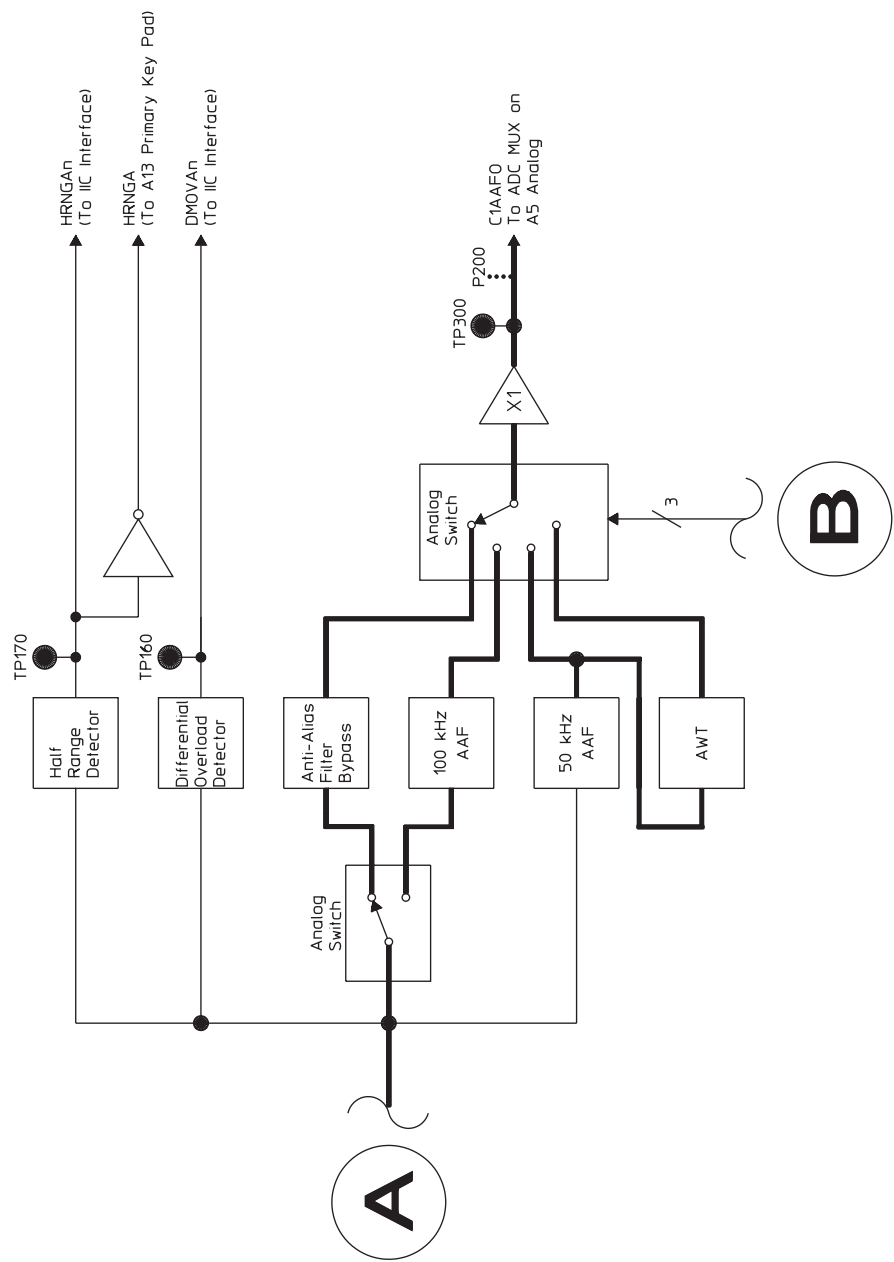 HRNGAn
(To IIC Interface)
HRNGA
(To A13 Primary Key Pad)
DMOVAn
(To IIC Interface)
TP170
TP160
Half
Range
Detector
Differential
Overload
Detector
Anti-Alias
Filter
Bypass
100 kHz
AAF
50 kHz
AAF
AWT
Analog
Switch
Analog
Switch
X1
TP300
P200
C1AAFO
To ADC MUX on
A5 Analog
3
A
B